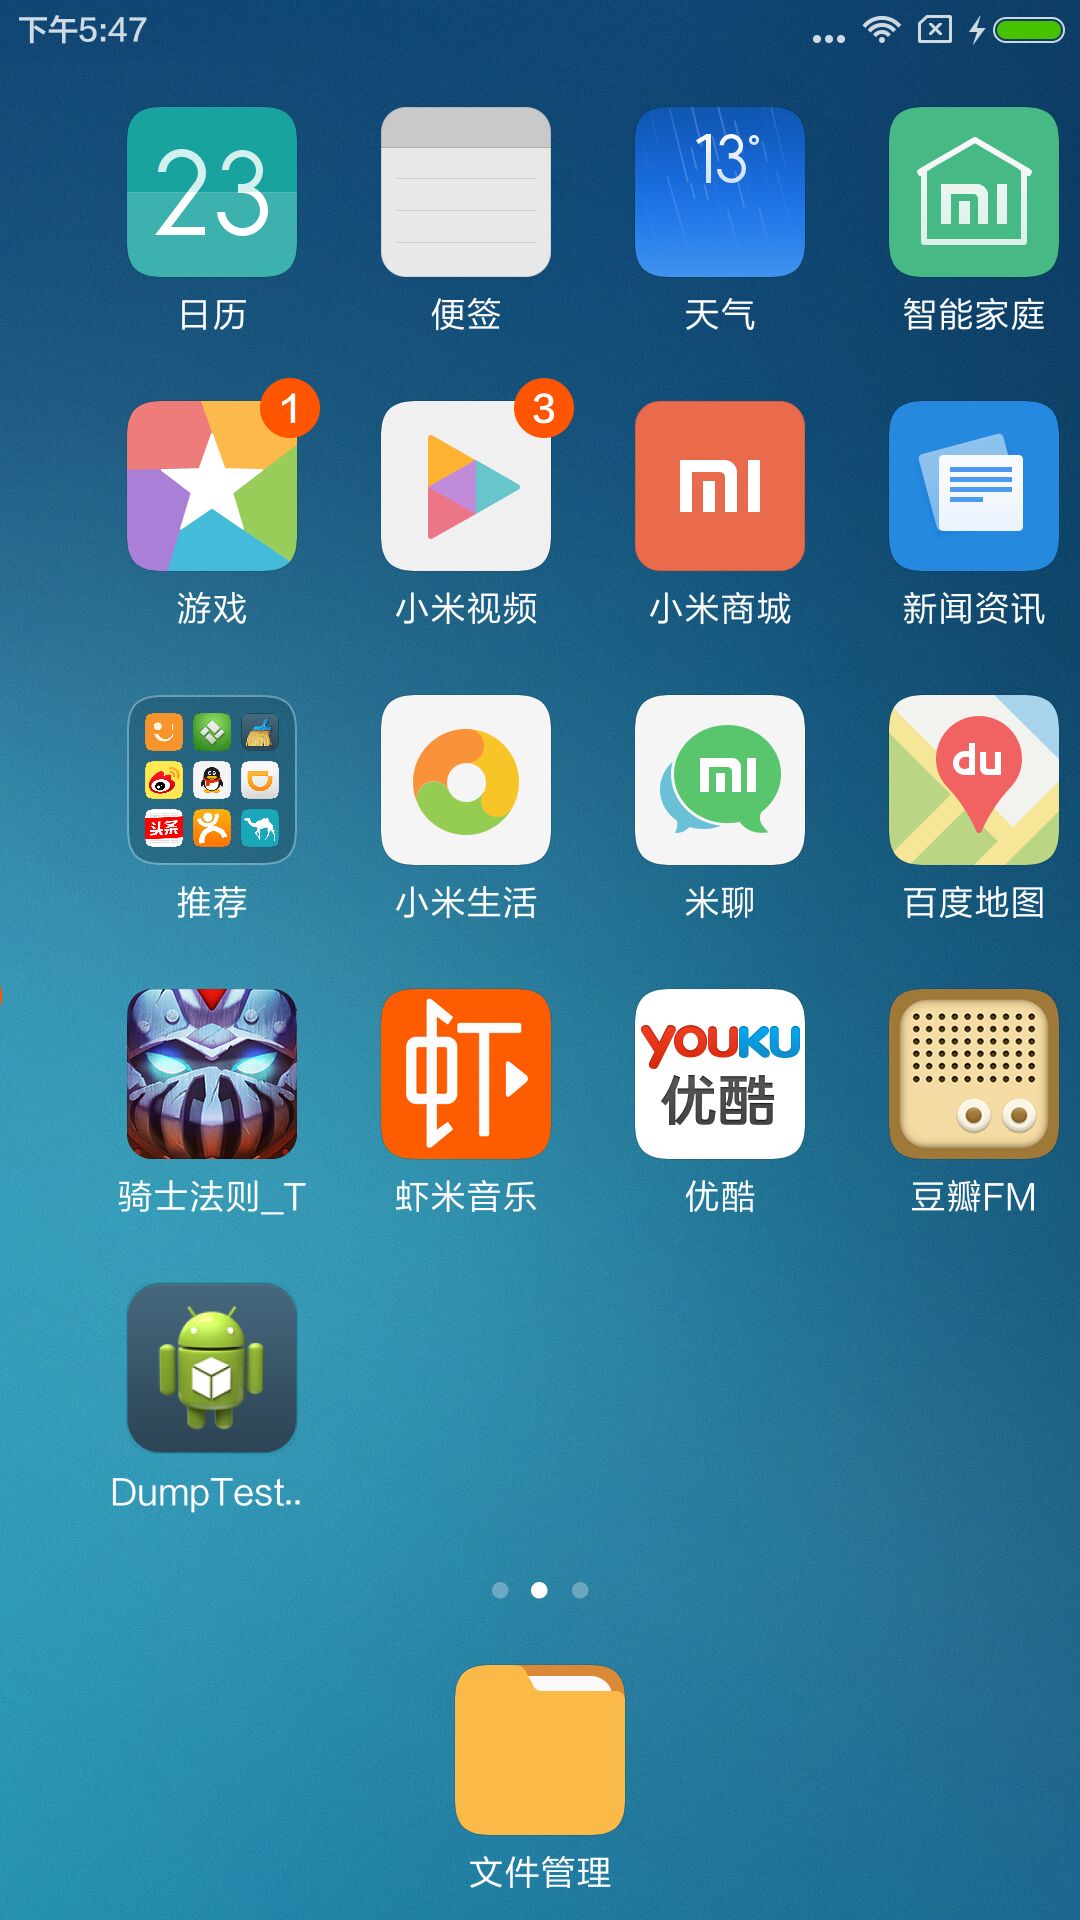 下午5:47
23
13°
日历
便签
天气
智能家庭
1
3
游戏
小米视频
小米商城
新闻资讯
头条
du
推荐
小米生活
米聊
百度地图
虾
YOUKU
优酷
骑士法则_T
虾米音乐
优酷
豆瓣FM
DumpTest..
文件管理